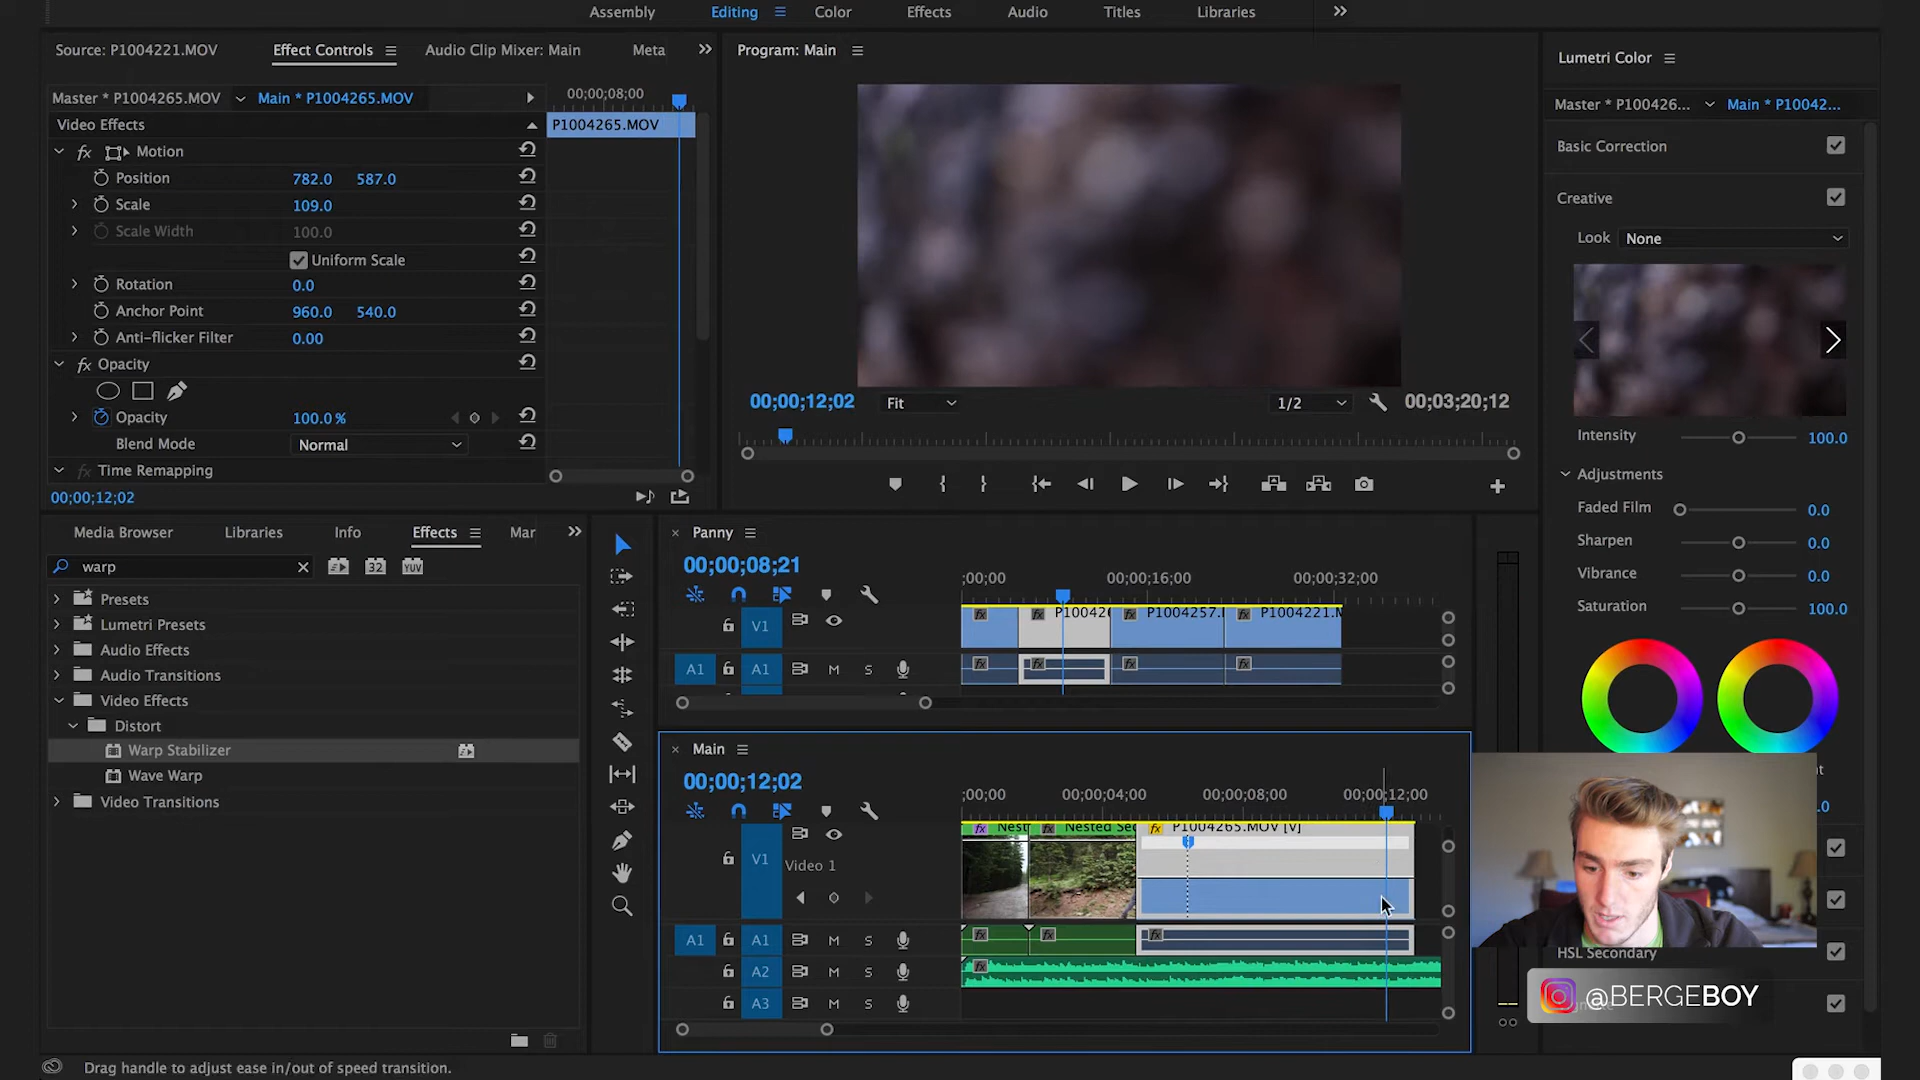 Assembly Editing Color Effects Audio Titles Libraries
Source: P1004221.MOV Effect Controls Audio Clip Mixer: Main Meta
Program: Main
Lumetri Color
Master * P1004265.MOV Main * P1004265.MOV
00;00;08;00
Master * P100426... Main * P10042...
Video Effects
P1004265.MOV
Motion
Position 782.0 587.0
Scale 109.0
Scale Width 100.0
Uniform Scale
Rotation 0.0
Anchor Point 960.0 540.0
Anti-flicker Filter 0.00
Opacity
Opacity 100.0 %
Blend Mode Normal
Time Remapping
00;00;12;02
00;00;12;02 Fit 1/2 00;03;20;12
Basic Correction
Creative
Look None
Intensity 100.0
Adjustments
Faded Film 0.0
Sharpen 0.0
Vibrance 0.0
Saturation 100.0
Media Browser Libraries Info Effects Mar
warp
32 YUV
Presets
Lumetri Presets
Audio Effects
Audio Transitions
Video Effects
Distort
Warp Stabilizer
Wave Warp
Video Transitions
Panny
00;00;08;21
;00;00 00;00;16;00 00;00;32;00
V1 P10042 P1004257. P1004221.M
A1 A1 M S
Main
00;00;12;02
;00;00 00;00;04;00 00;00;08;00 00;00;12;00
Nest Nested Sec P1004265.MOV [V]
V1 Video 1
A1 A1 M S
A2 M S
A3 M S
HSL Secondary
@BERGEBOY
Drag handle to adjust ease in/out of speed transition.